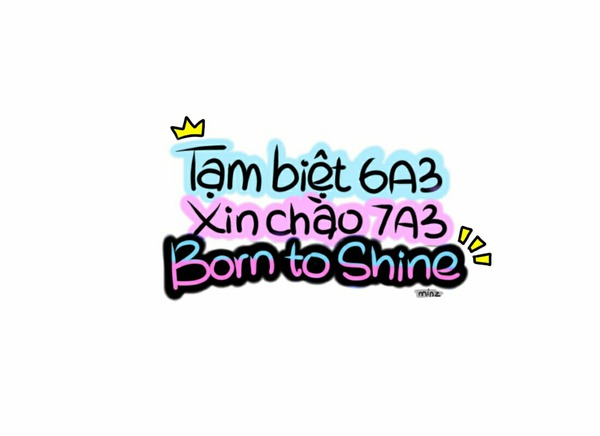 Tạm biệt 6A3
Xin chào 7A3
Born to Shine
minz